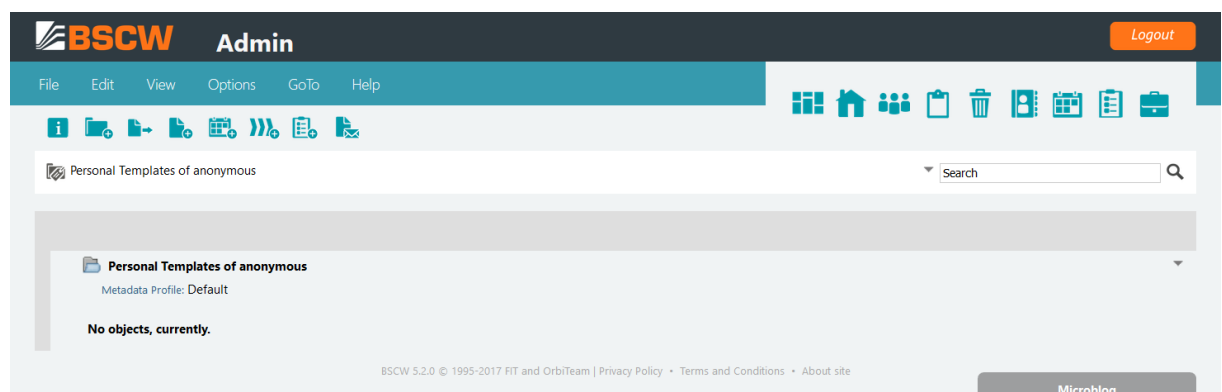 BSCW Admin Logout
File Edit View Options GoTo Help
Personal Templates of anonymous Search
Personal Templates of anonymous
Metadata Profile: Default
No objects, currently.
BSCW 5.2.0 © 1995-2017 FIT and OrbiTeam | Privacy Policy • Terms and Conditions • About site
Microblog